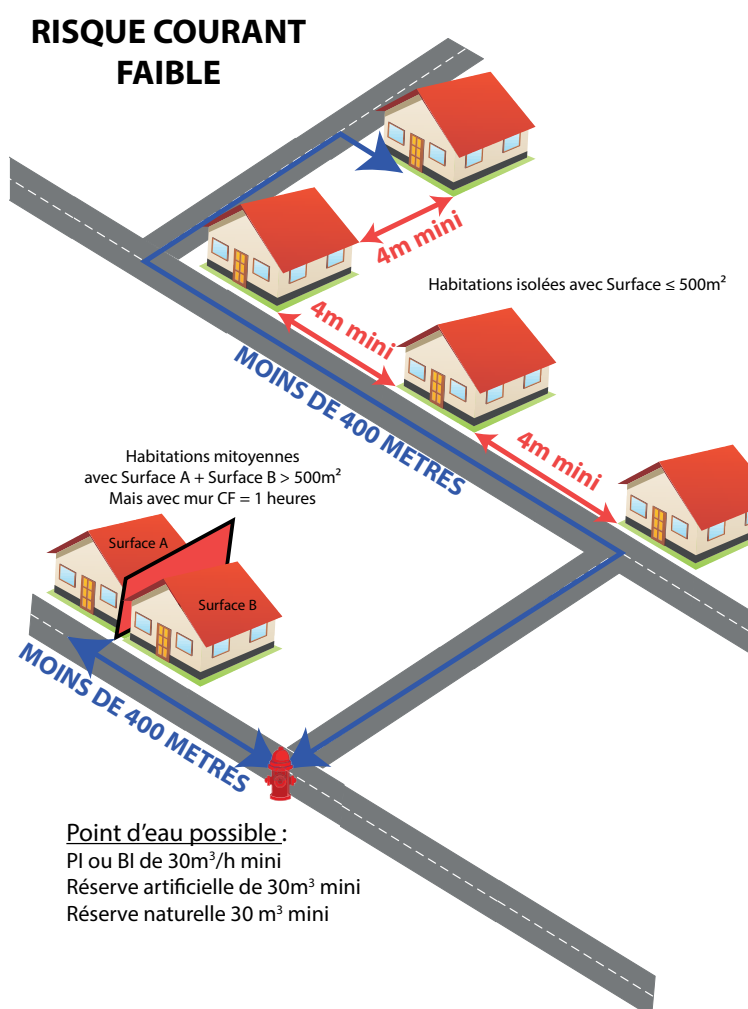 RISQUE COURANT
FAIBLE
4m mini
Habitations isolées avec Surface ≤ 500m²
4m mini
MOINS DE 400 METRES
4m mini
Habitations mitoyennes
avec Surface A + Surface B > 500m²
Mais avec mur CF = 1 heures
Surface A
Surface B
MOINS DE 400 METRES
Point d'eau possible :
PI ou BI de 30m³/h mini
Réserve artificielle de 30m³ mini
Réserve naturelle 30 m³ mini